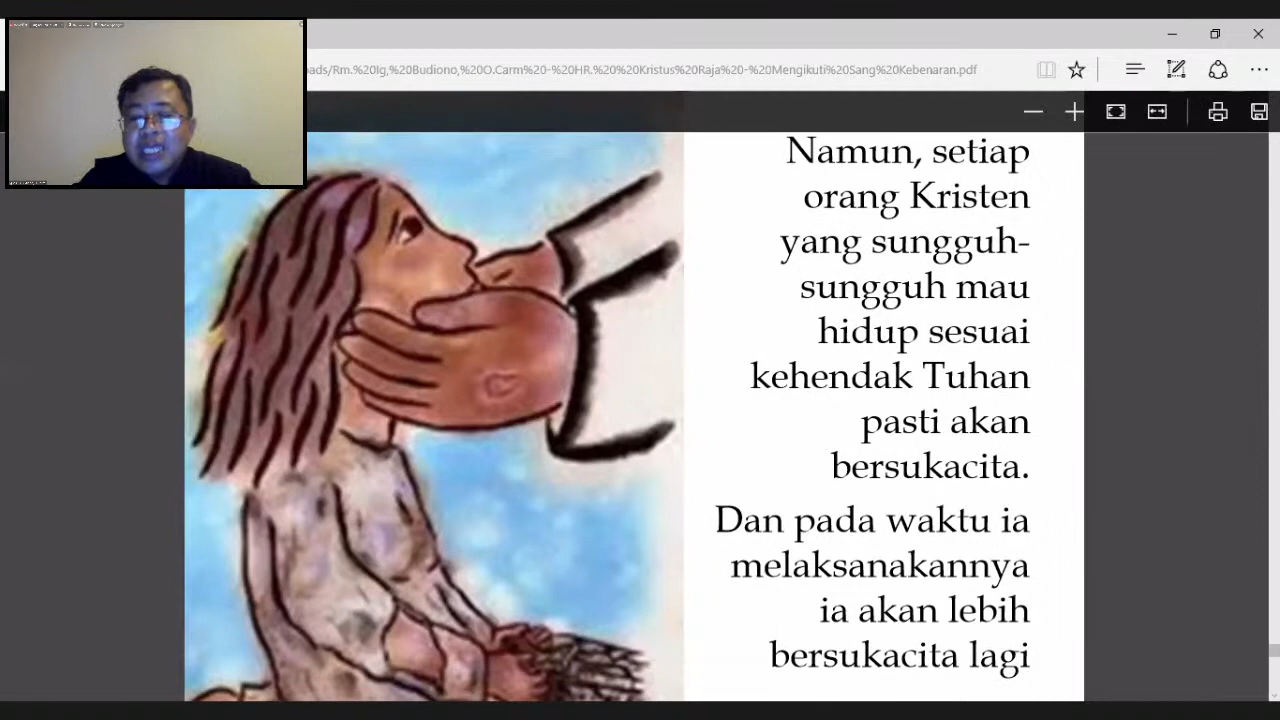 ads/Rm.%20Ig,%20Budiono,%20O.Carm%20-%20HR.%20%20Kristus%20Raja%20-%20Mengikuti%20Sang%20Kebenaran.pdf
Namun, setiap
orang Kristen
yang sungguh-
sungguh mau
hidup sesuai
kehendak Tuhan
pasti akan
bersukacita.
Dan pada waktu ia
melaksanakannya
ia akan lebih
bersukacita lagi